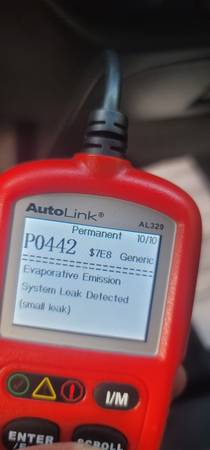 AutoLink®
AL329
Permanent 10/10
P0442 $7E8 Generic
Evaporative Emission
System Leak Detected
(small leak)
I/M
ENTER
SCROLL